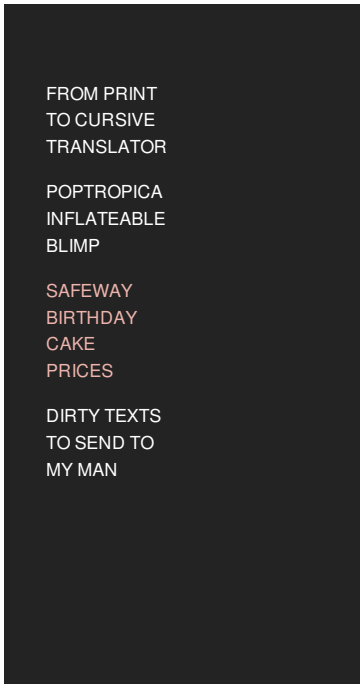 FROM PRINT
TO CURSIVE
TRANSLATOR
POPTROPICA
INFLATEABLE
BLIMP
SAFEWAY
BIRTHDAY
CAKE
PRICES
DIRTY TEXTS
TO SEND TO
MY MAN